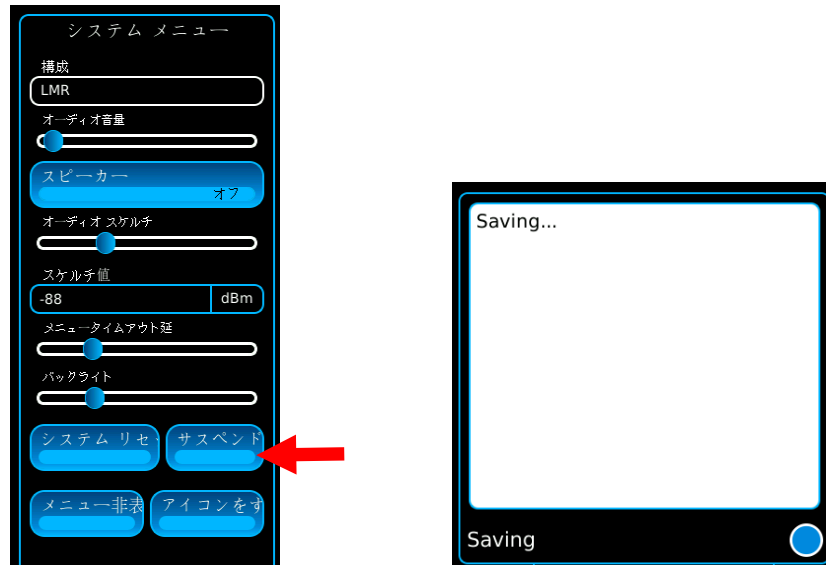 システム メニュー
構成
LMR
オーディオ音量
スピーカー
オフ
オーディオ スケルチ
スケルチ値
-88 dBm
メニュータイムアウト延
バックライト
システム リセ
サスペンド
メニュー非表
アイコンをす
Saving...
Saving